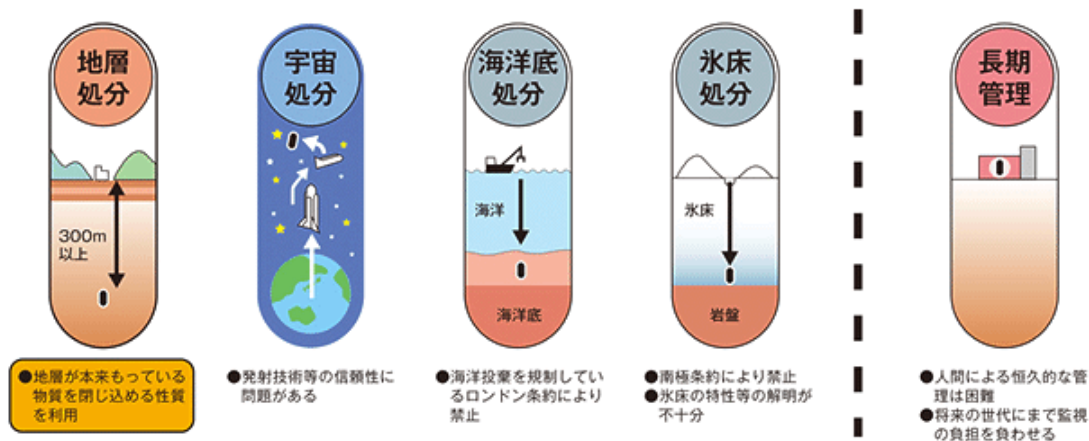 地層
処分
300m
以上
●地層が本来もっている
物質を閉じ込める性質
を利用
宇宙
処分
●発射技術等の信頼性に
問題がある
海洋底
処分
海洋
海洋底
●海洋投棄を規制してい
るロンドン条約により
禁止
氷床
処分
氷床
岩盤
●南極条約により禁止
●氷床の特性等の解明が
不十分
長期
管理
●人間による恒久的な管
理は困難
●将来の世代にまで監視
の負担を負わせる